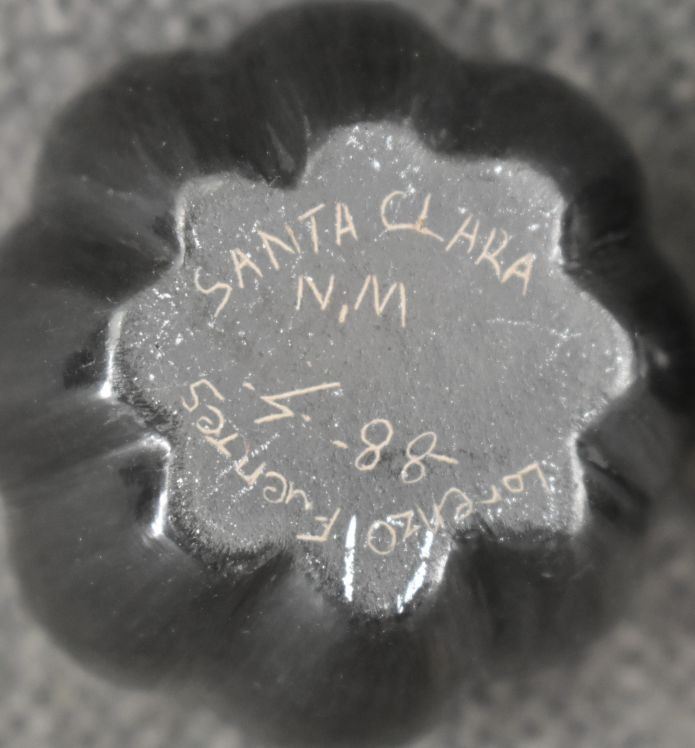 SANTA CLARA
N.M
Lorenzo Fuentes
-88-